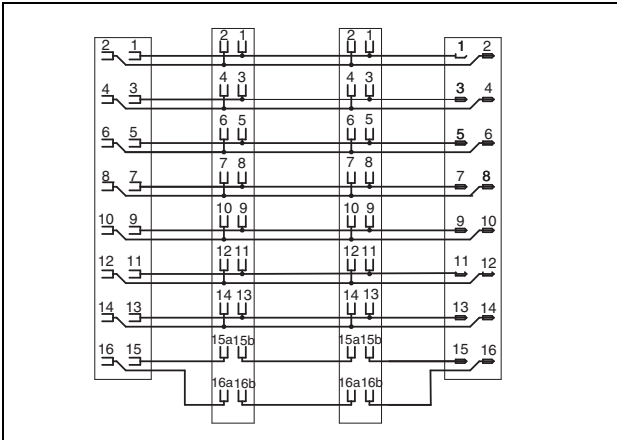 2 1 2 1 2 1 1 2
4 3 4 3 4 3 3 4
6 5 6 5 6 5 5 6
8 7 7 8 7 8 7 8
10 9 10 9 10 9 9 10
12 11 12 11 12 11 11 12
14 13 14 13 14 13 13 14
16 15 15a 15b 15a 15b 15 16
16a 16b 16a 16b